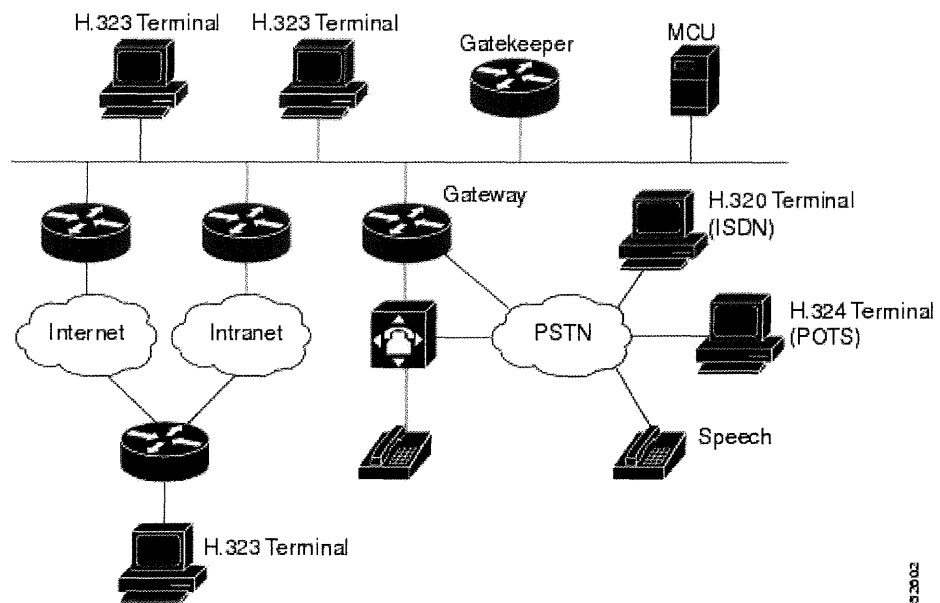 H.323 Terminal
H.323 Terminal
Gatekeeper
MCU
Gateway
H.320 Terminal
(ISDN)
Internet
Intranet
PSTN
H.324 Terminal
(POTS)
Speech
H.323 Terminal